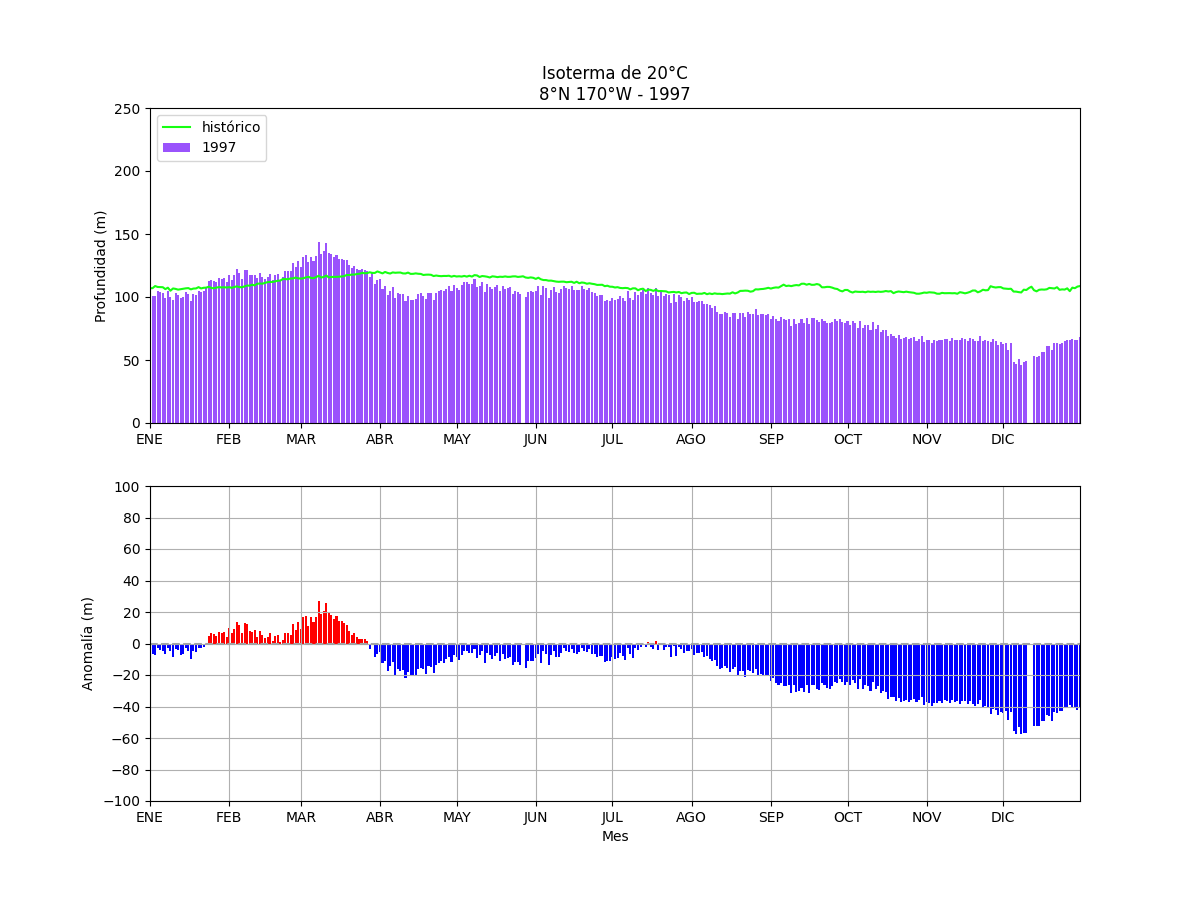 Isoterma de 20°C
8°N 170°W - 1997
histórico
1997
Profundidad (m)
250
200
150
100
50
0
ENE FEB MAR ABR MAY JUN JUL AGO SEP OCT NOV DIC
Anomalía (m)
100
80
60
40
20
0
−20
−40
−60
−80
−100
ENE FEB MAR ABR MAY JUN JUL AGO SEP OCT NOV DIC
Mes